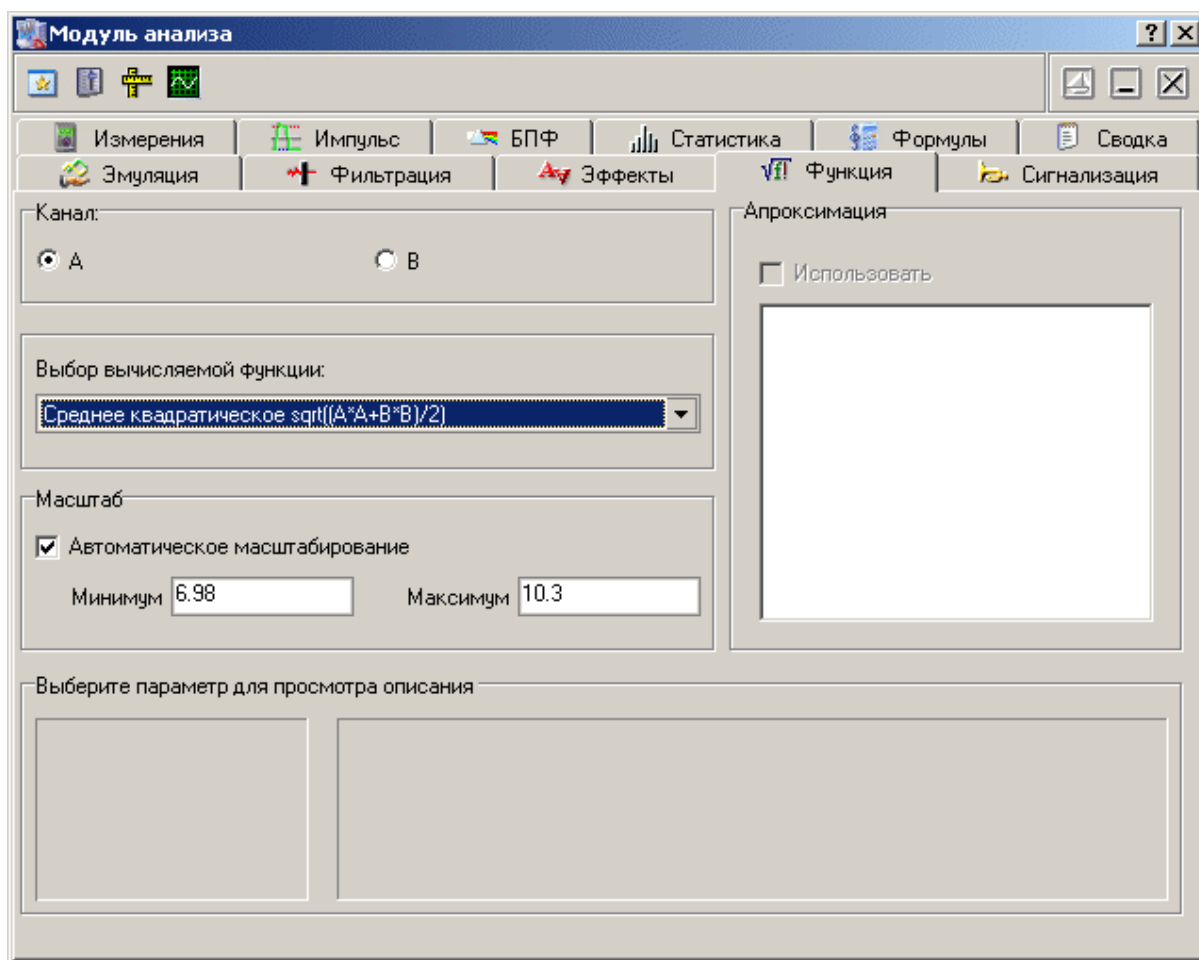 Модуль анализа
Измерения Импульс БПФ Статистика Формулы Сводка
Эмуляция Фильтрация Эффекты Функция Сигнализация
Канал:
A B
Выбор вычисляемой функции:
Среднее квадратическое sqrt((A*A+B*B)/2)
Масштаб
Автоматическое масштабирование
Минимум 6.98 Максимум 10.3
Апроксимация
Использовать
Выберите параметр для просмотра описания